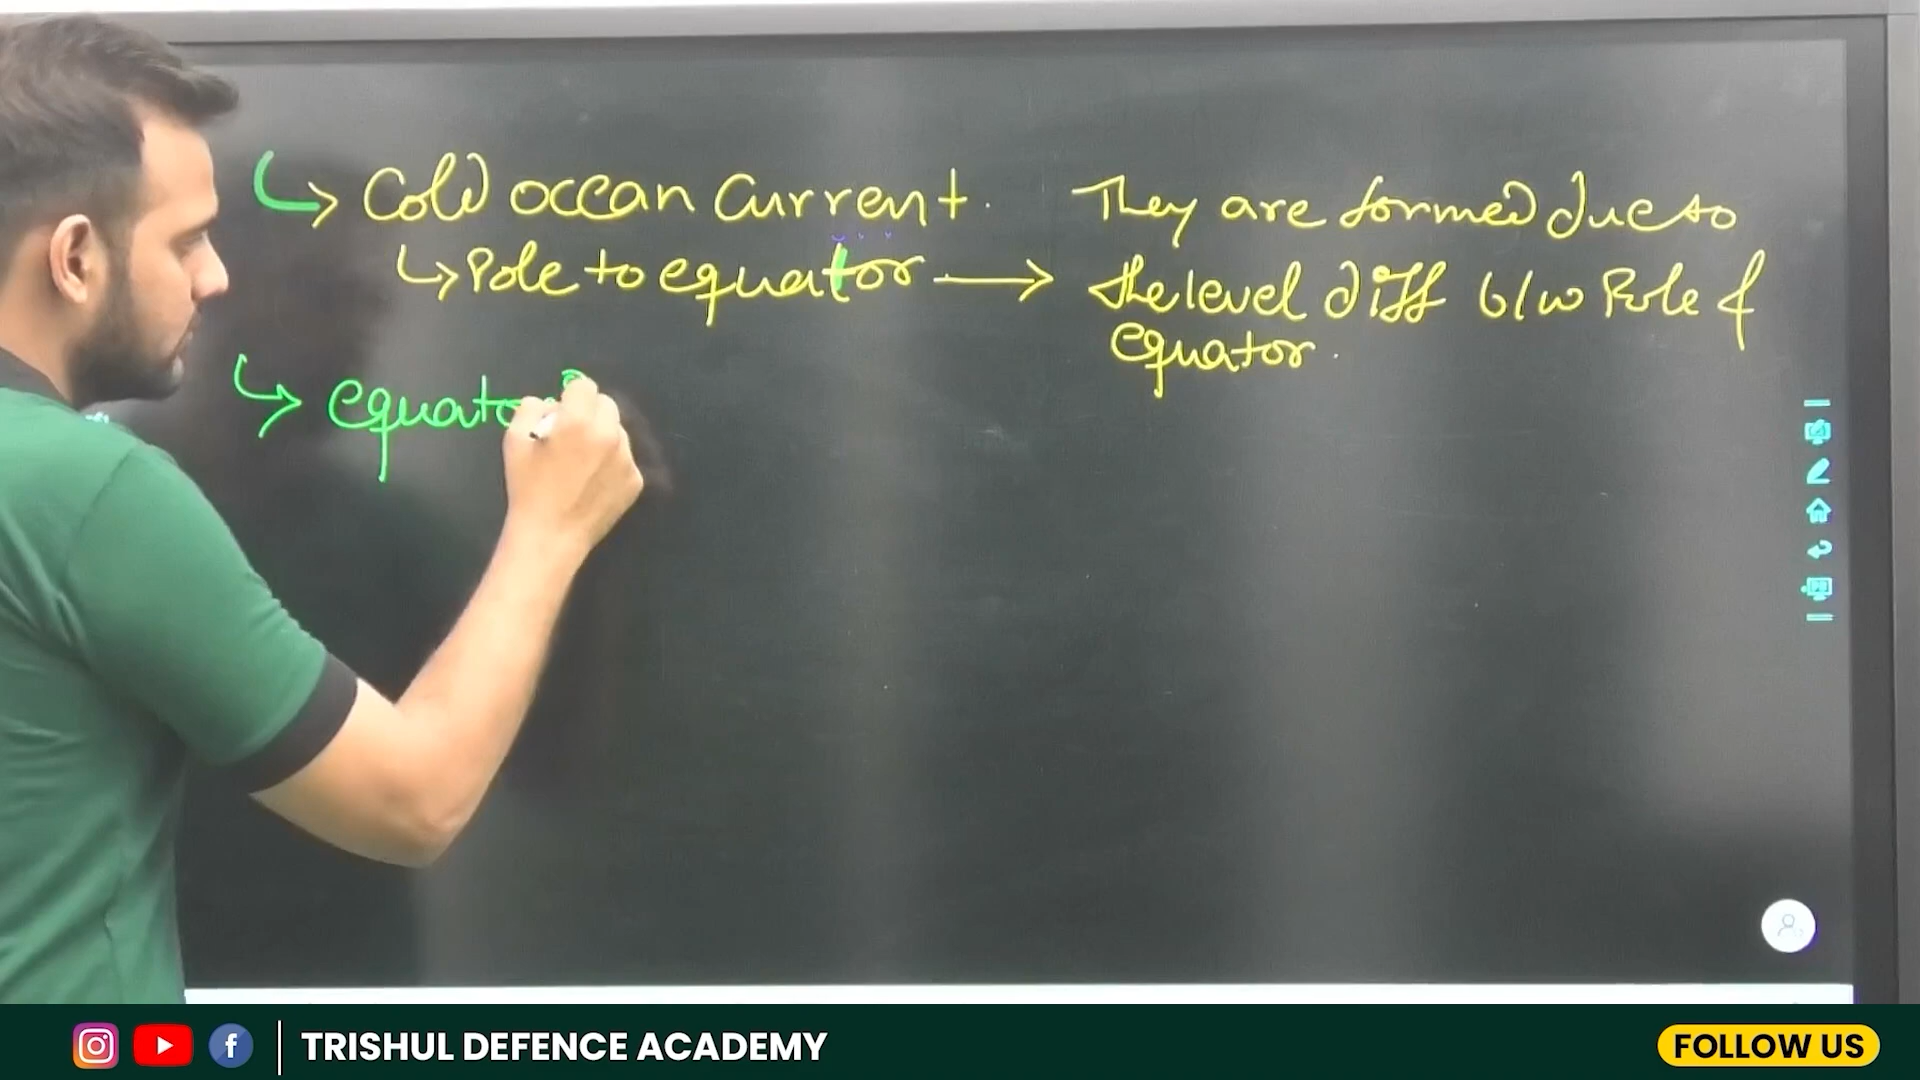 Cold ocean Current.
Pole to equator
They are formed due to
the level diff b/w Pole &
equator.
equator
TRISHUL DEFENCE ACADEMY
FOLLOW US